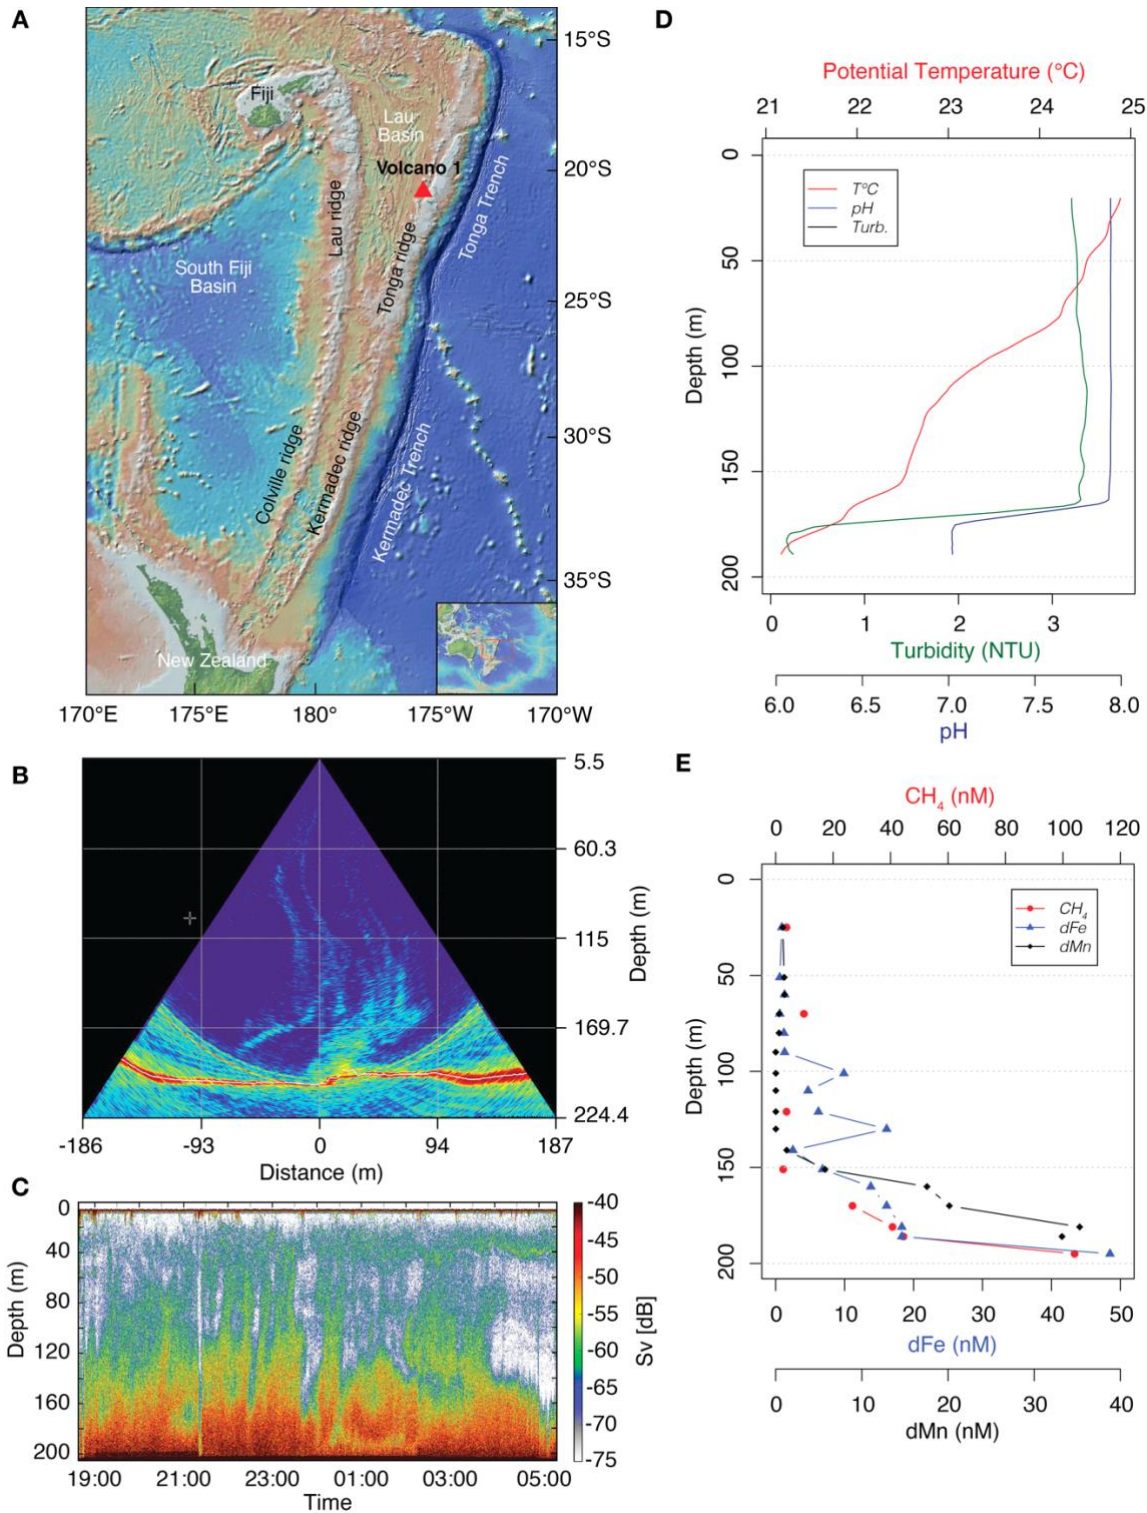 A
Fiji
Lau
Basin
Volcano 1
Lau ridge
Tonga ridge
Tonga Trench
South Fiji
Basin
Colville ridge
Kermadec ridge
Kermadec Trench
New Zealand
15°S
20°S
25°S
30°S
35°S
170°E
175°E
180°
175°W
170°W
B
5.5
60.3
115
169.7
224.4
Depth (m)
-186
-93
0
94
187
Distance (m)
C
0
40
80
120
160
200
Depth (m)
19:00
21:00
23:00
01:00
03:00
05:00
Time
-40
-45
-50
-55
-60
-65
-70
-75
Sv [dB]
D
Potential Temperature (°C)
21
22
23
24
25
T°C
pH
Turb.
0
50
100
150
200
Depth (m)
0
1
2
3
Turbidity (NTU)
6.0
6.5
7.0
7.5
8.0
pH
E
CH4 (nM)
0
20
40
60
80
100
120
CH4
dFe
dMn
0
50
100
150
200
Depth (m)
0
10
20
30
40
50
dFe (nM)
0
10
20
30
40
dMn (nM)